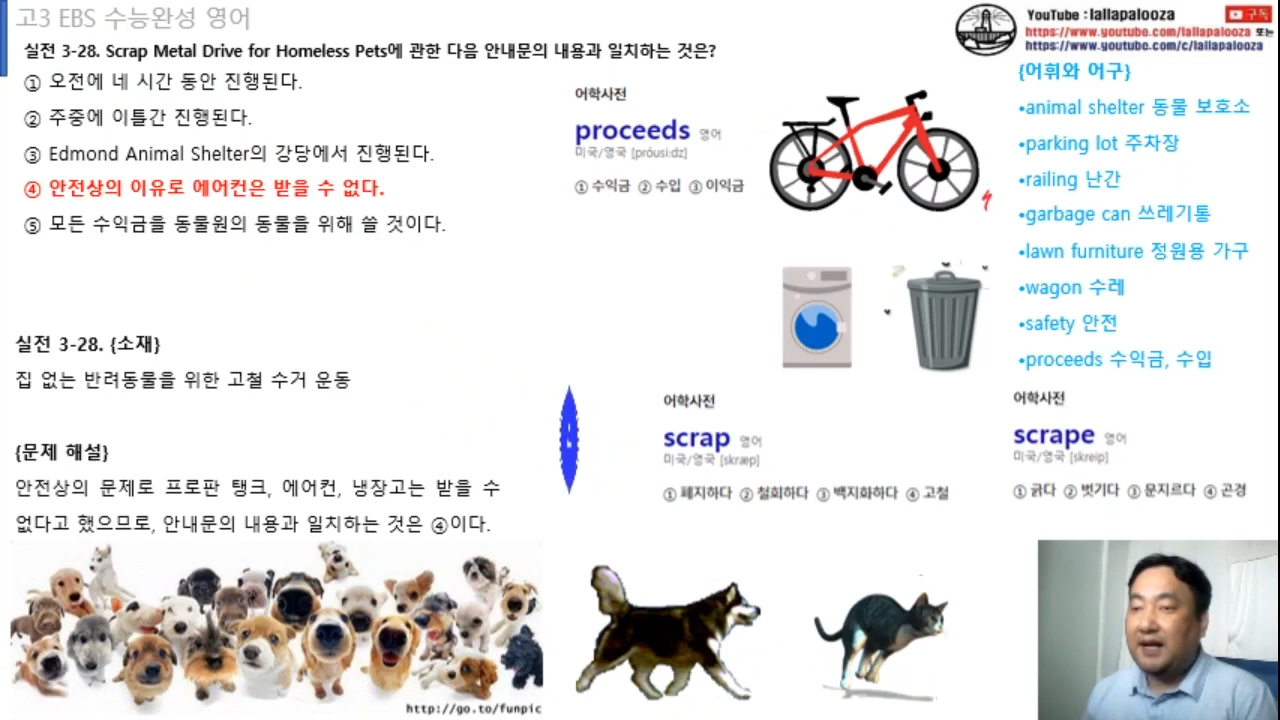 고3 EBS 수능완성 영어
YouTube : lallapalooza
구독
https://www.youtube.com/lallapalooza 또는
https://www.youtube.com/c/lallapalooza
실전 3-28. Scrap Metal Drive for Homeless Pets에 관한 다음 안내문의 내용과 일치하는 것은?
① 오전에 네 시간 동안 진행된다.
② 주중에 이틀간 진행된다.
③ Edmond Animal Shelter의 강당에서 진행된다.
④ 안전상의 이유로 에어컨은 받을 수 없다.
⑤ 모든 수익금을 동물원의 동물을 위해 쓸 것이다.
어학사전
proceeds 영어
미국/영국 [próusi:dz]
① 수익금 ② 수입 ③ 이익금
{어휘와 어구}
•animal shelter 동물 보호소
•parking lot 주차장
•railing 난간
•garbage can 쓰레기통
•lawn furniture 정원용 가구
•wagon 수레
•safety 안전
•proceeds 수익금, 수입
실전 3-28. {소재}
집 없는 반려동물을 위한 고철 수거 운동
{문제 해설}
안전상의 문제로 프로판 탱크, 에어컨, 냉장고는 받을 수
없다고 했으므로, 안내문의 내용과 일치하는 것은 ④이다.
어학사전
scrap 영어
미국/영국 [skræp]
① 폐지하다 ② 철회하다 ③ 백지화하다 ④ 고철
어학사전
scrape 영어
미국/영국 [skreip]
① 긁다 ② 벗기다 ③ 문지르다 ④ 곤경
http://go.to/funpic